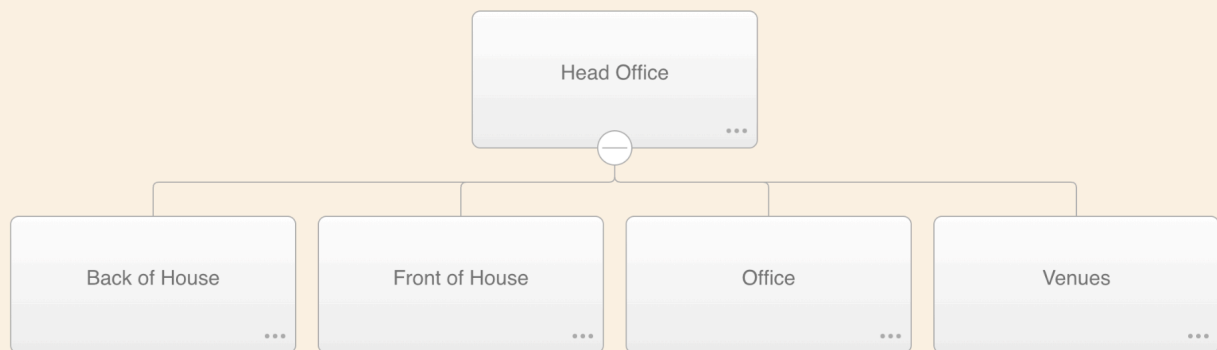 Head Office
Back of House
Front of House
Office
Venues